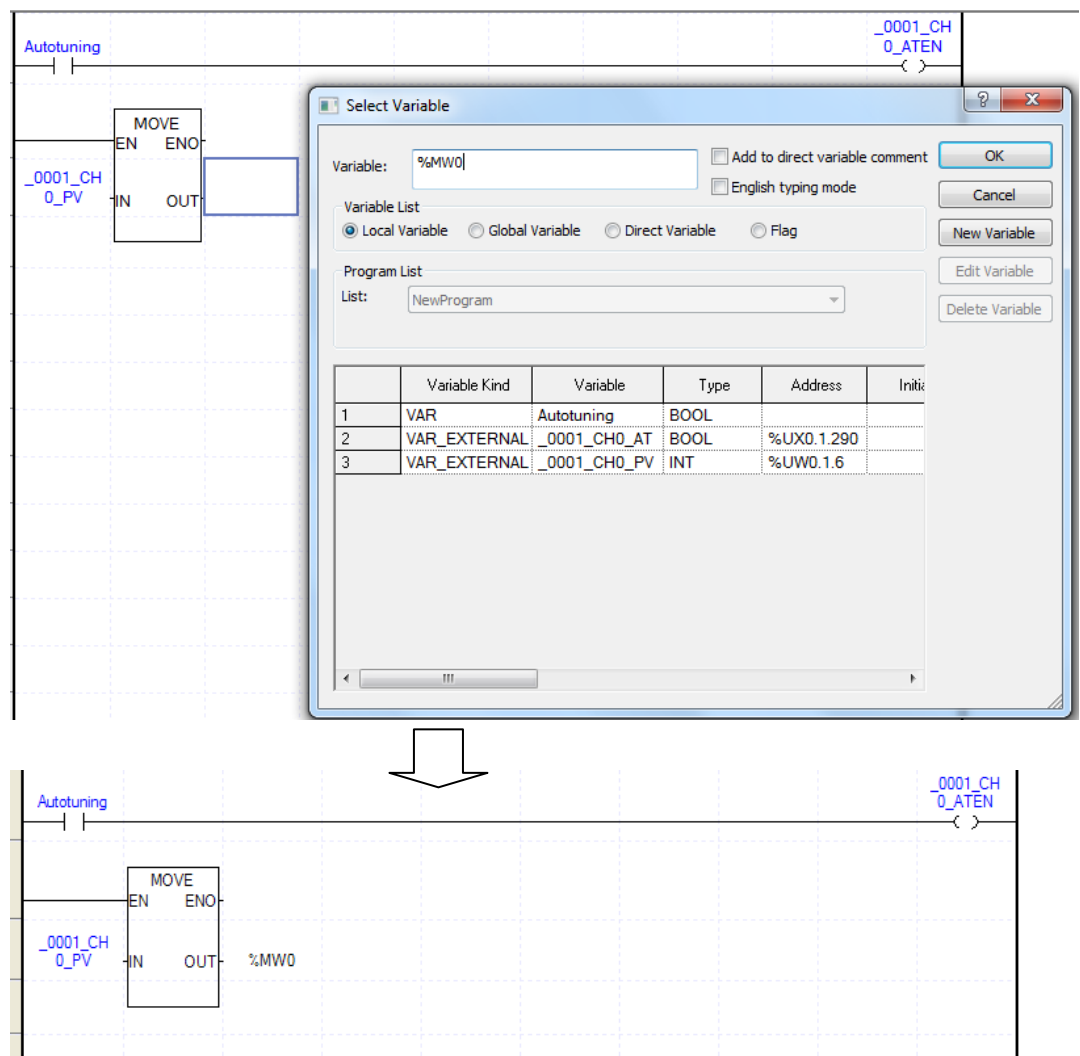 _0001_CH
0_ATEN
Autotuning
MOVE
EN ENO
_0001_CH
0_PV
IN OUT
Select Variable
Variable: %MW0
Add to direct variable comment
English typing mode
OK
Cancel
New Variable
Edit Variable
Delete Variable
Variable List
Local Variable Global Variable Direct Variable Flag
Program List
List: NewProgram
Variable Kind Variable Type Address Initia
1 VAR Autotuning BOOL
2 VAR_EXTERNAL _0001_CH0_AT BOOL %UX0.1.290
3 VAR_EXTERNAL _0001_CH0_PV INT %UW0.1.6
_0001_CH
0_ATEN
Autotuning
MOVE
EN ENO
_0001_CH
0_PV
IN OUT %MW0